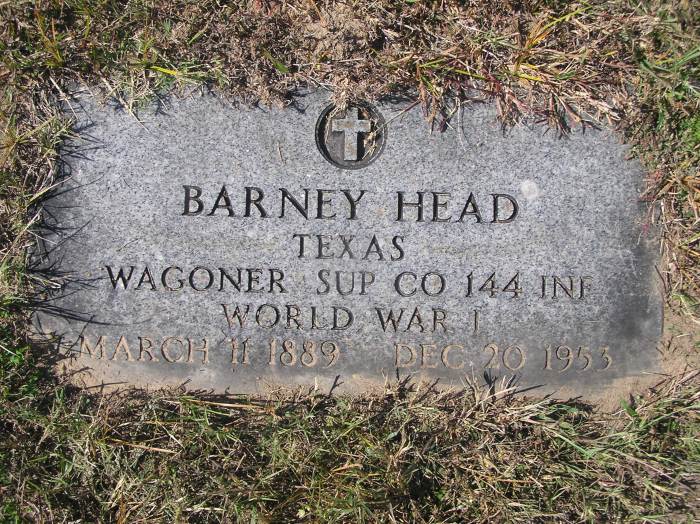 BARNEY HEAD
TEXAS
WAGONER SUP CO 144 INF
WORLD WAR I
MARCH 11 1889 DEC 20 1953